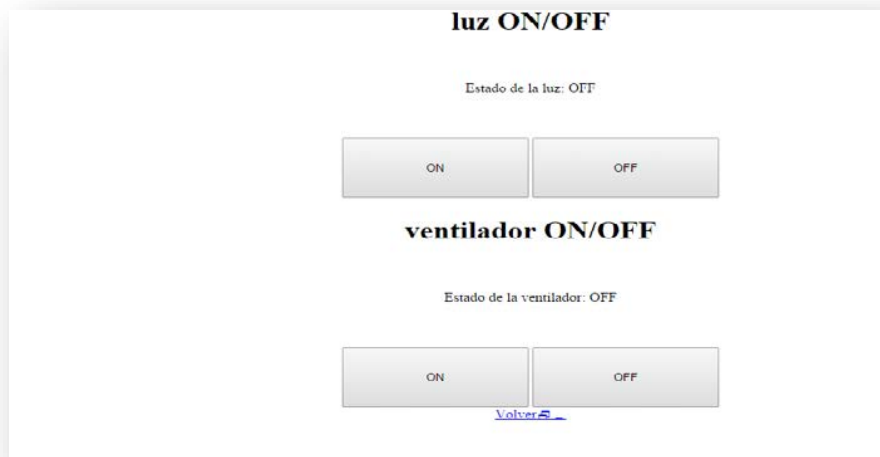 luz ON/OFF
Estado de la luz: OFF
ON OFF
ventilador ON/OFF
Estado de la ventilador: OFF
ON OFF
Volver